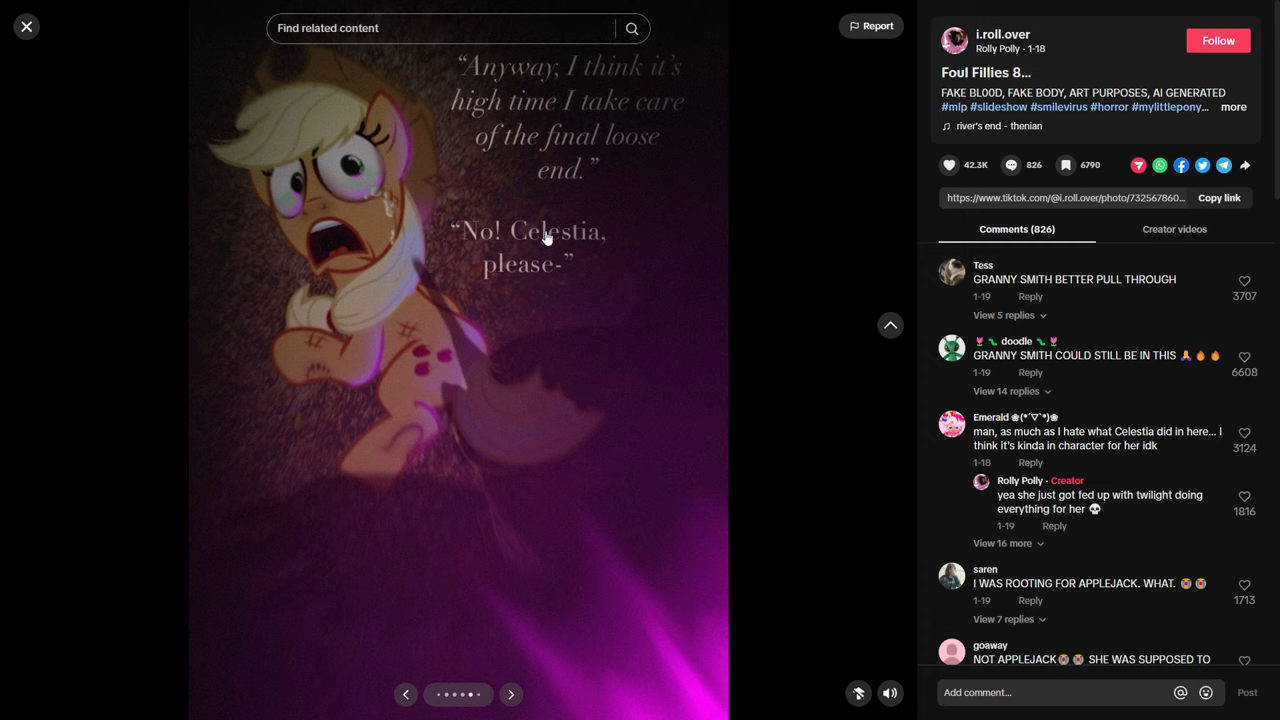 Find related content
Report
“Anyway, I think it’s
high time I take care
of the final loose
end.”
“No! Celestia,
please-”
i.roll.over
Rolly Polly · 1-18
Follow
Foul Fillies 8...
FAKE BL00D, FAKE BODY, ART PURPOSES, AI GENERATED
#mlp #slideshow #smilevirus #horror #mylittlepony... more
♫ river's end - thenian
42.3K
826
6790
https://www.tiktok.com/@i.roll.over/photo/732567860...
Copy link
Comments (826)
Creator videos
Tess
GRANNY SMITH BETTER PULL THROUGH
1-19 Reply
3707
View 5 replies
🌷🐛 doodle 🐛🌷
GRANNY SMITH COULD STILL BE IN THIS 🙏🔥🔥
1-19 Reply
6608
View 14 replies
Emerald ❀(*´▽`*)❀
man, as much as I hate what Celestia did in here... I
think it's kinda in character for her idk
1-18 Reply
3124
Rolly Polly · Creator
yea she just got fed up with twilight doing
everything for her 💀
1-19 Reply
1816
View 16 more
saren
I WAS ROOTING FOR APPLEJACK. WHAT. 😭😭
1-19 Reply
1713
View 7 replies
goaway
NOT APPLEJACK😭😭 SHE WAS SUPPOSED TO
Add comment...
Post